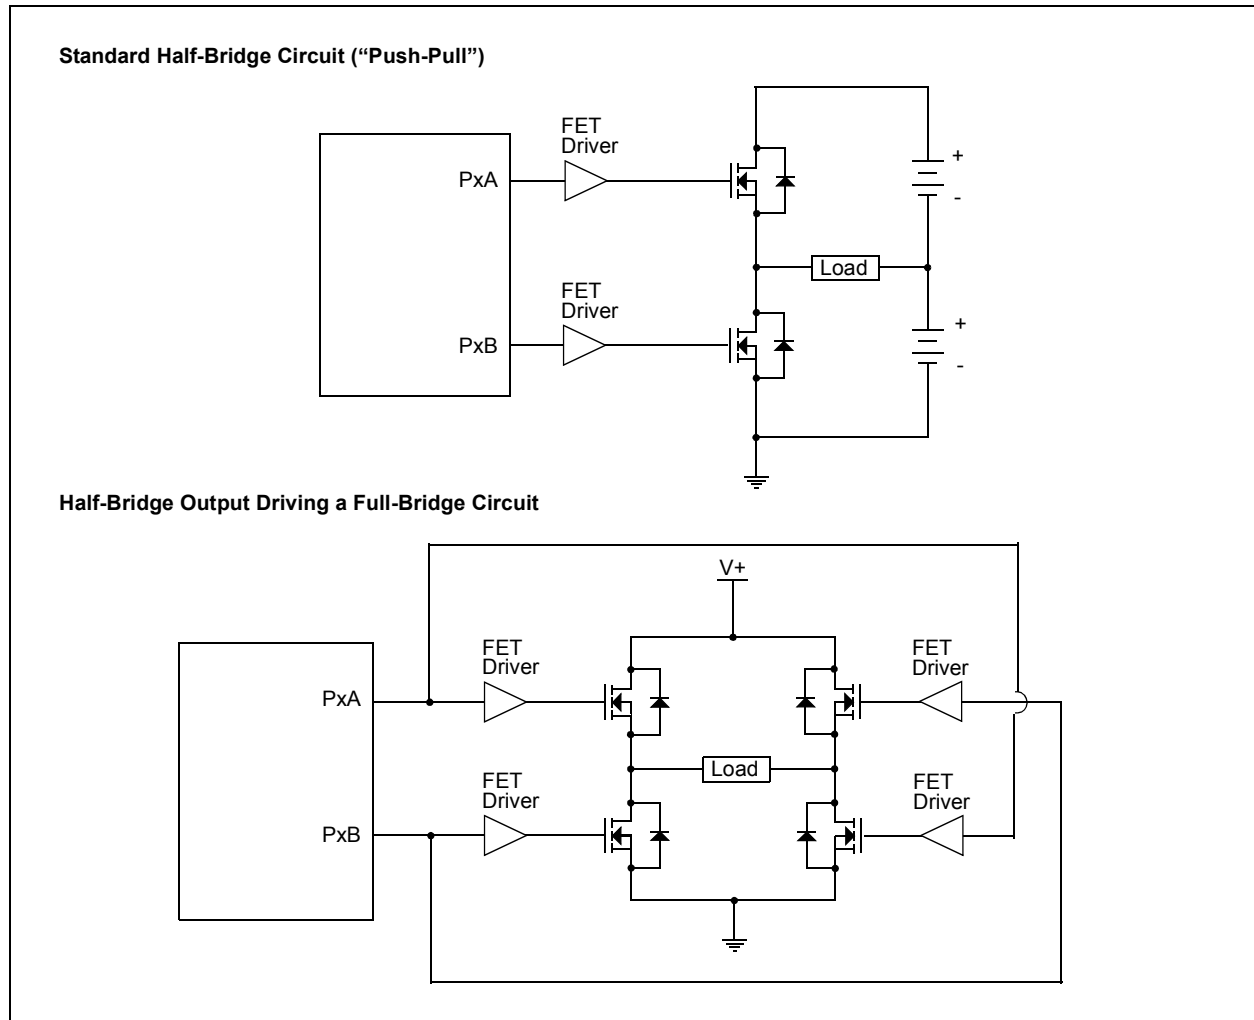 Standard Half-Bridge Circuit (“Push-Pull”)
FET
Driver
PxA
+
-
Load
FET
Driver
PxB
+
-
Half-Bridge Output Driving a Full-Bridge Circuit
V+
FET
Driver
FET
Driver
PxA
Load
FET
Driver
FET
Driver
PxB